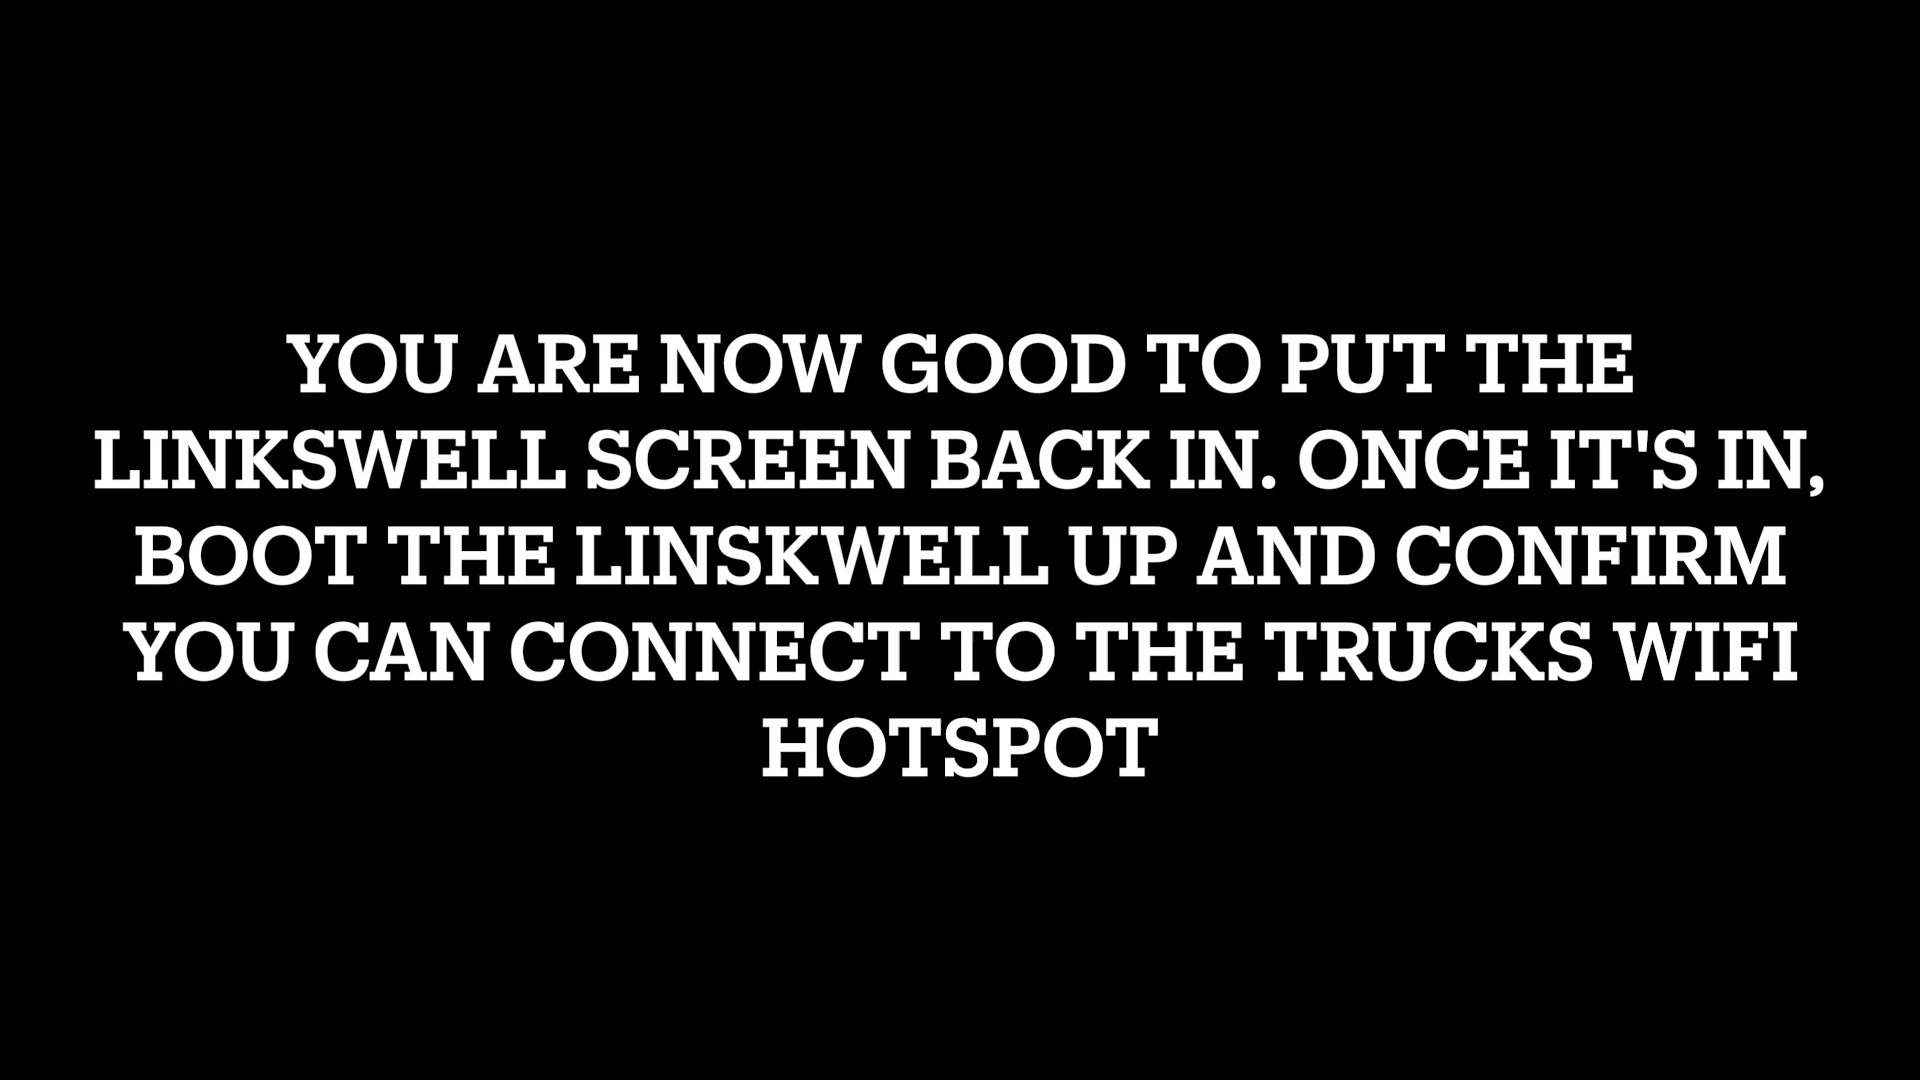 YOU ARE NOW GOOD TO PUT THE
LINKSWELL SCREEN BACK IN. ONCE IT'S IN,
BOOT THE LINSKWELL UP AND CONFIRM
YOU CAN CONNECT TO THE TRUCKS WIFI
HOTSPOT